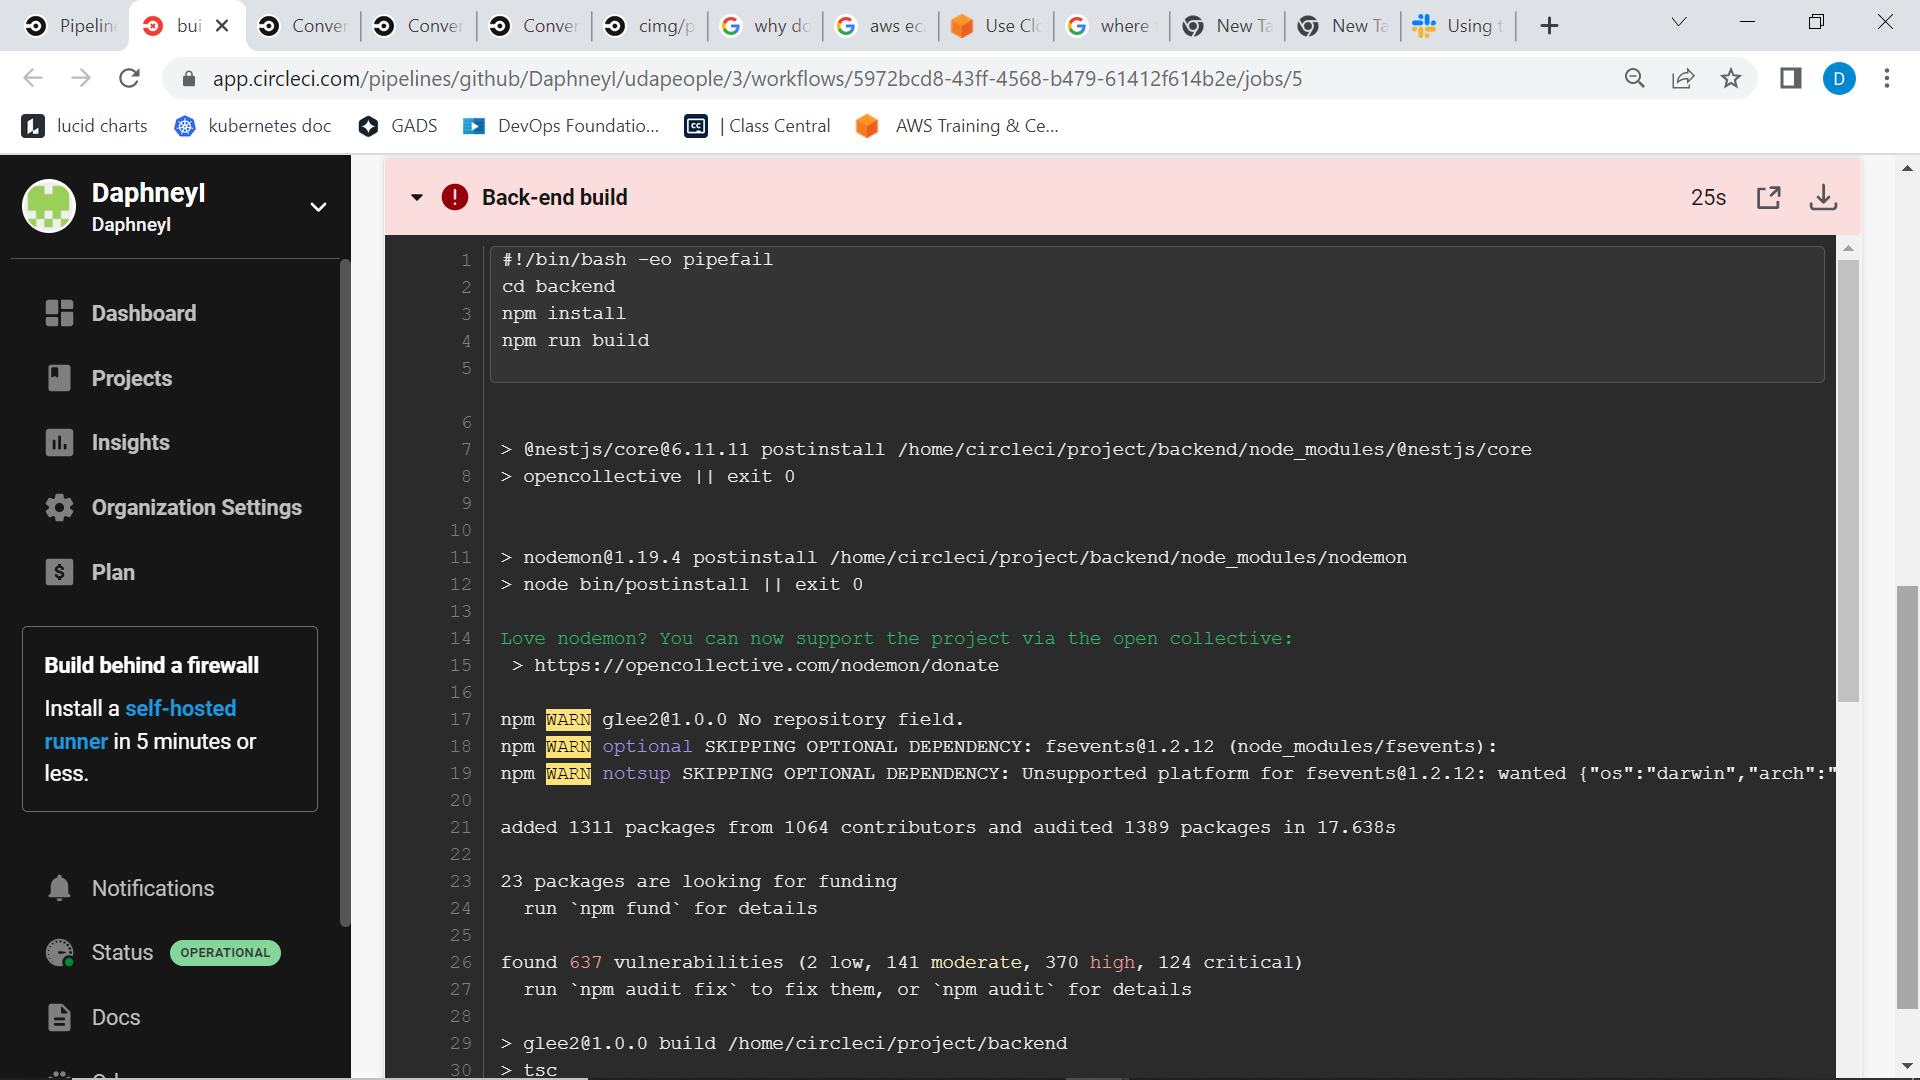 Pipelin
bui
Conver
Conver
Conver
cimg/p
why do
aws ec
Use Clo
where
New Ta
New Ta
Using t
app.circleci.com/pipelines/github/DaphneyI/udapeople/3/workflows/5972bcd8-43ff-4568-b479-61412f614b2e/jobs/5
D
lucid charts
kubernetes doc
GADS
DevOps Foundatio...
CC
| Class Central
AWS Training & Ce...
DaphneyI
DaphneyI
Dashboard
Projects
Insights
Organization Settings
Plan
Build behind a firewall
Install a self-hosted
runner in 5 minutes or
less.
Notifications
Status OPERATIONAL
Docs
Back-end build
25s
1 #!/bin/bash -eo pipefail
2 cd backend
3 npm install
4 npm run build
5
6
7 > @nestjs/core@6.11.11 postinstall /home/circleci/project/backend/node_modules/@nestjs/core
8 > opencollective || exit 0
9
10
11 > nodemon@1.19.4 postinstall /home/circleci/project/backend/node_modules/nodemon
12 > node bin/postinstall || exit 0
13
14 Love nodemon? You can now support the project via the open collective:
15 > https://opencollective.com/nodemon/donate
16
17 npm WARN glee2@1.0.0 No repository field.
18 npm WARN optional SKIPPING OPTIONAL DEPENDENCY: fsevents@1.2.12 (node_modules/fsevents):
19 npm WARN notsup SKIPPING OPTIONAL DEPENDENCY: Unsupported platform for fsevents@1.2.12: wanted {"os":"darwin","arch":"
20
21 added 1311 packages from 1064 contributors and audited 1389 packages in 17.638s
22
23 23 packages are looking for funding
24 run `npm fund` for details
25
26 found 637 vulnerabilities (2 low, 141 moderate, 370 high, 124 critical)
27 run `npm audit fix` to fix them, or `npm audit` for details
28
29 > glee2@1.0.0 build /home/circleci/project/backend
30 > tsc